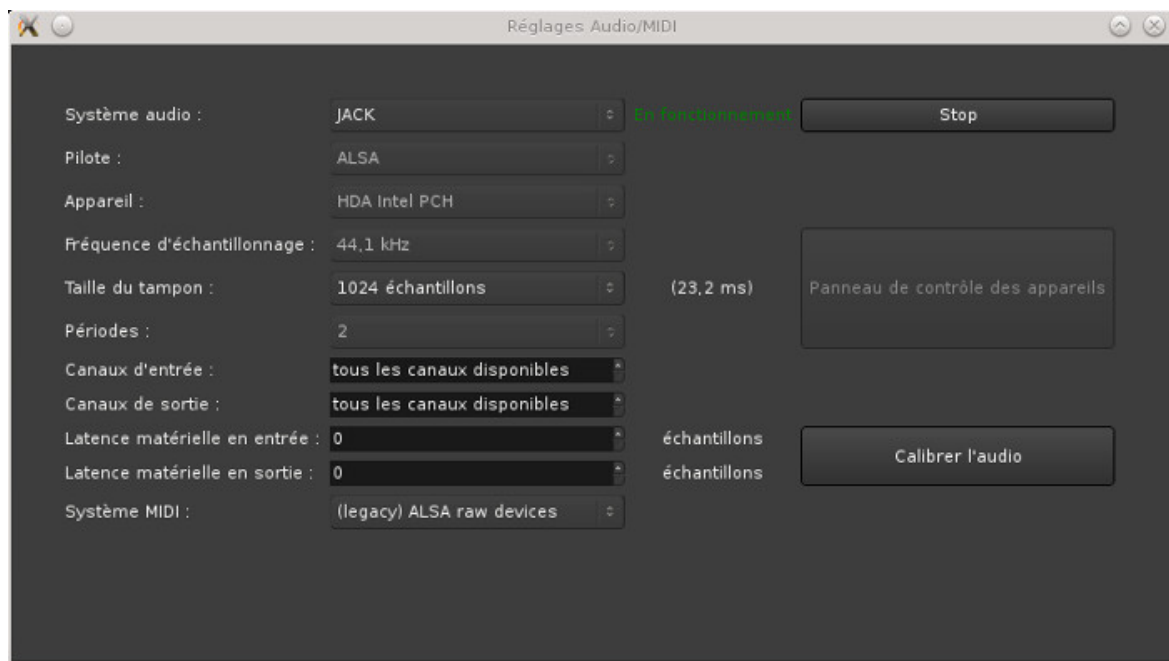 Réglages Audio/MIDI
Système audio : JACK En fonctionnement Stop
Pilote : ALSA
Appareil : HDA Intel PCH
Fréquence d'échantillonnage : 44,1 kHz
Taille du tampon : 1024 échantillons (23,2 ms) Panneau de contrôle des appareils
Périodes : 2
Canaux d'entrée : tous les canaux disponibles
Canaux de sortie : tous les canaux disponibles
Latence matérielle en entrée : 0 échantillons
Calibrer l'audio
Latence matérielle en sortie : 0 échantillons
Système MIDI : (legacy) ALSA raw devices